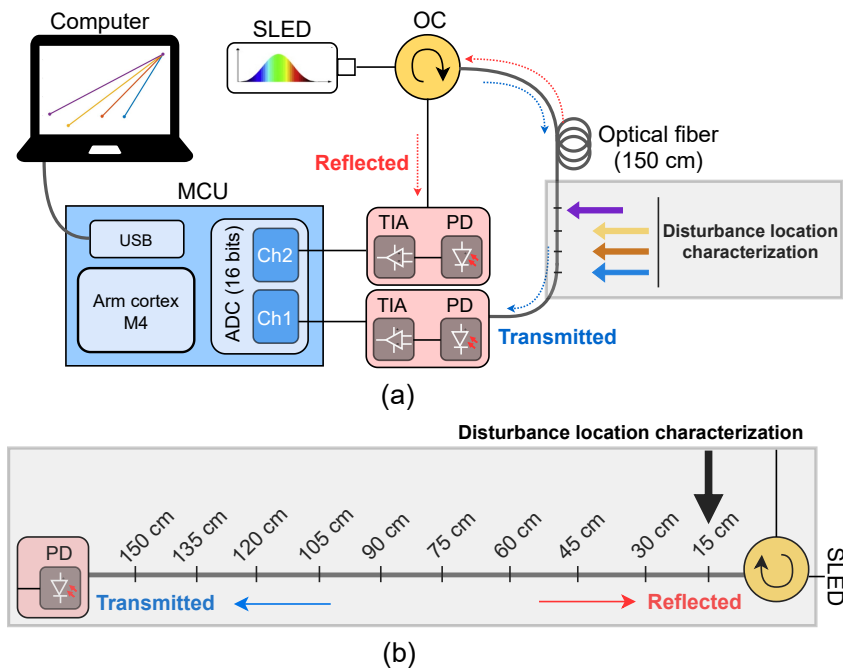 Computer
SLED
OC
Reflected
Optical fiber
(150 cm)
MCU
USB
Arm cortex
M4
ADC (16 bits)
Ch2
Ch1
TIA
PD
TIA
PD
Disturbance location
characterization
Transmitted
(a)
Disturbance location characterization
PD
150 cm
135 cm
120 cm
105 cm
90 cm
75 cm
60 cm
45 cm
30 cm
15 cm
SLED
Transmitted
Reflected
(b)